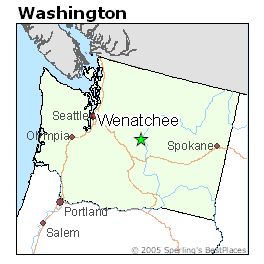 Washington
Seattle
Wenatchee
Olympia
Spokane
Portland
Salem
© 2005 Sperling's BestPlaces